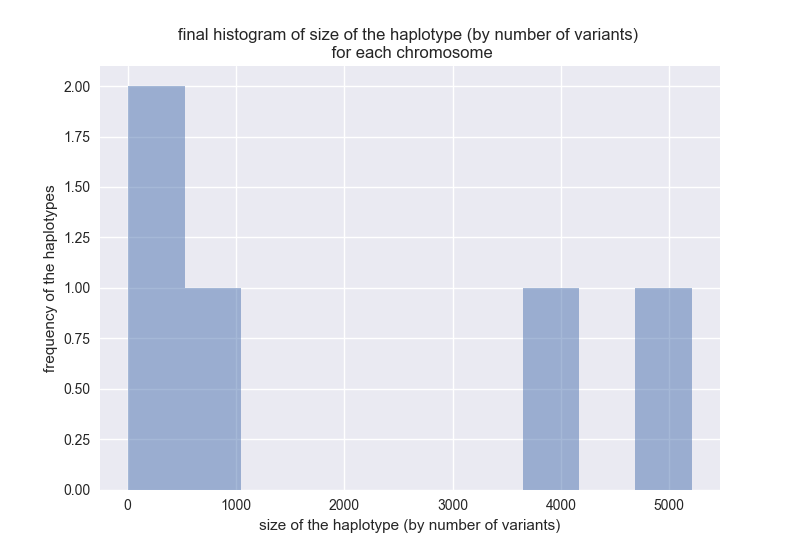 final histogram of size of the haplotype (by number of variants)
for each chromosome
2.00
1.75
1.50
1.25
1.00
0.75
0.50
0.25
0.00
frequency of the haplotypes
0 1000 2000 3000 4000 5000
size of the haplotype (by number of variants)